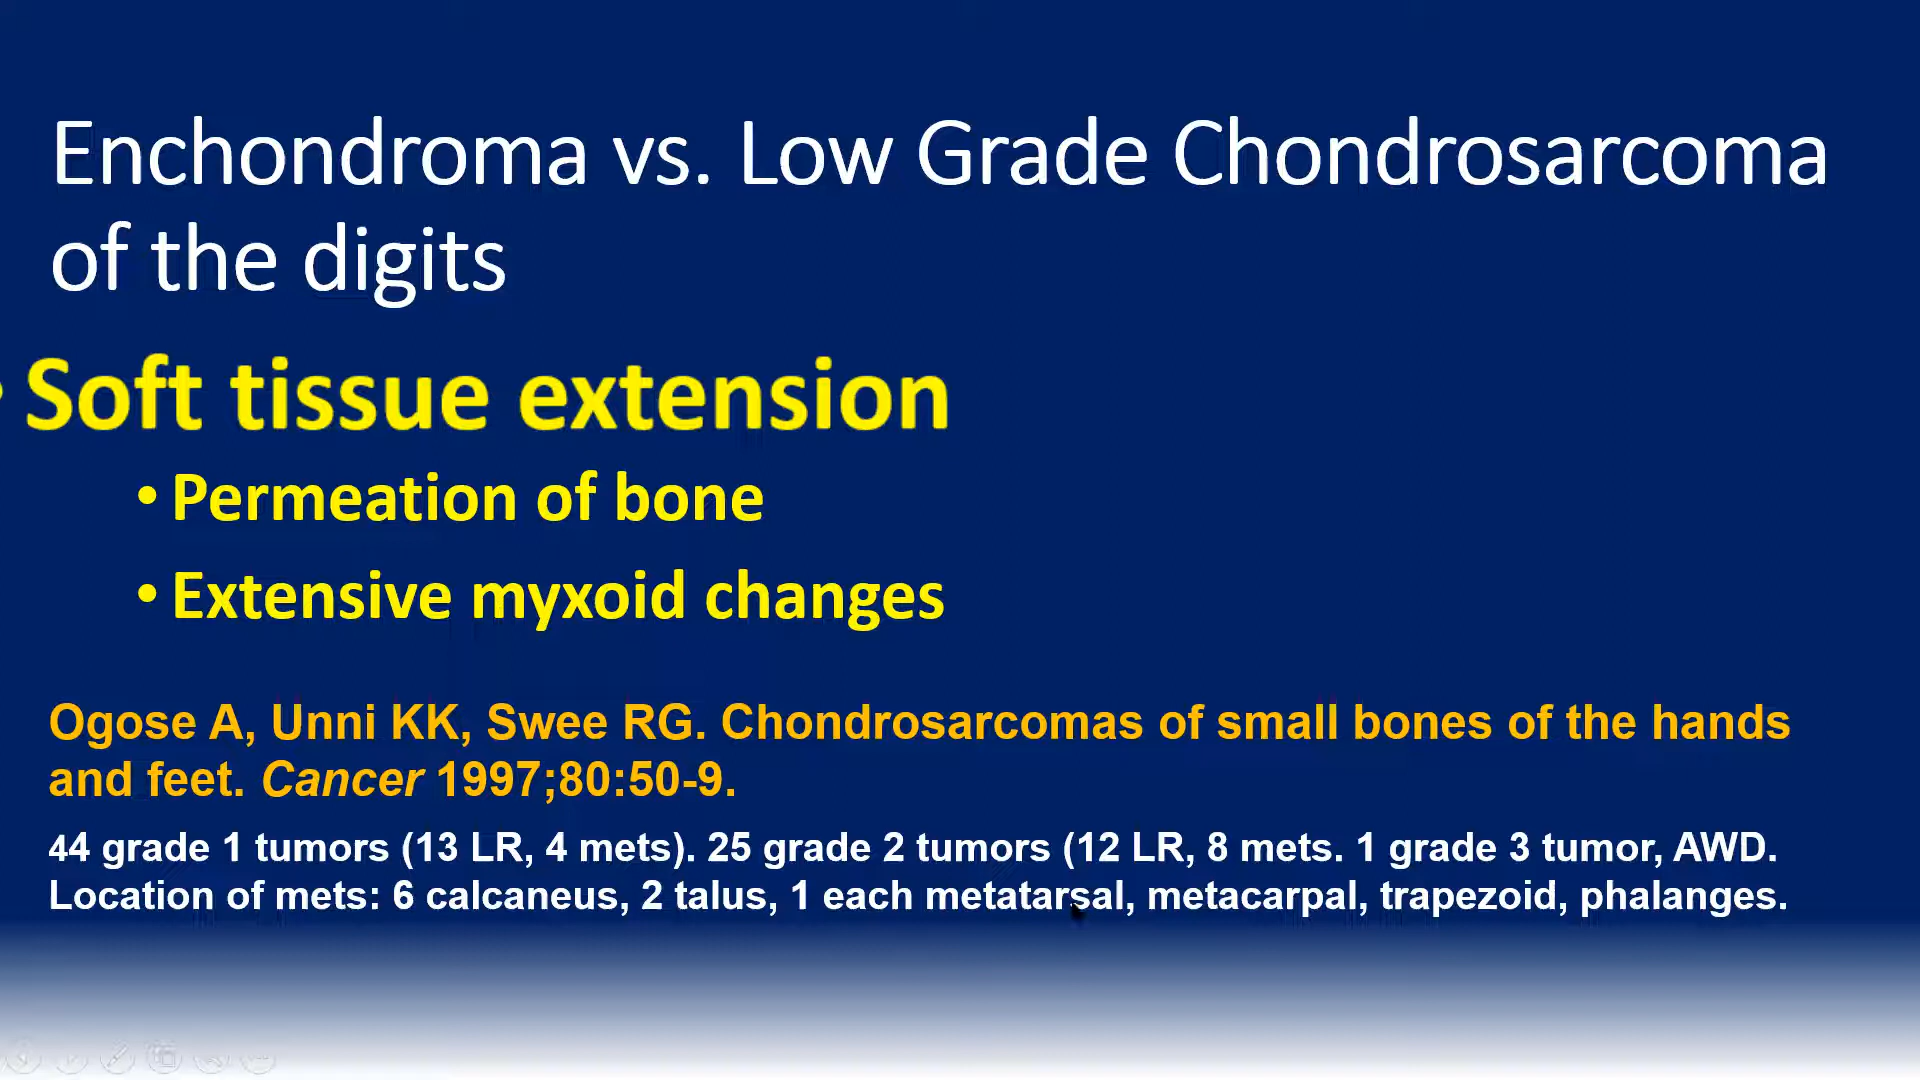 Enchondroma vs. Low Grade Chondrosarcoma
of the digits
• Soft tissue extension
• Permeation of bone
• Extensive myxoid changes
Ogose A, Unni KK, Swee RG. Chondrosarcomas of small bones of the hands
and feet. Cancer 1997;80:50-9.
44 grade 1 tumors (13 LR, 4 mets). 25 grade 2 tumors (12 LR, 8 mets. 1 grade 3 tumor, AWD.
Location of mets: 6 calcaneus, 2 talus, 1 each metatarsal, metacarpal, trapezoid, phalanges.